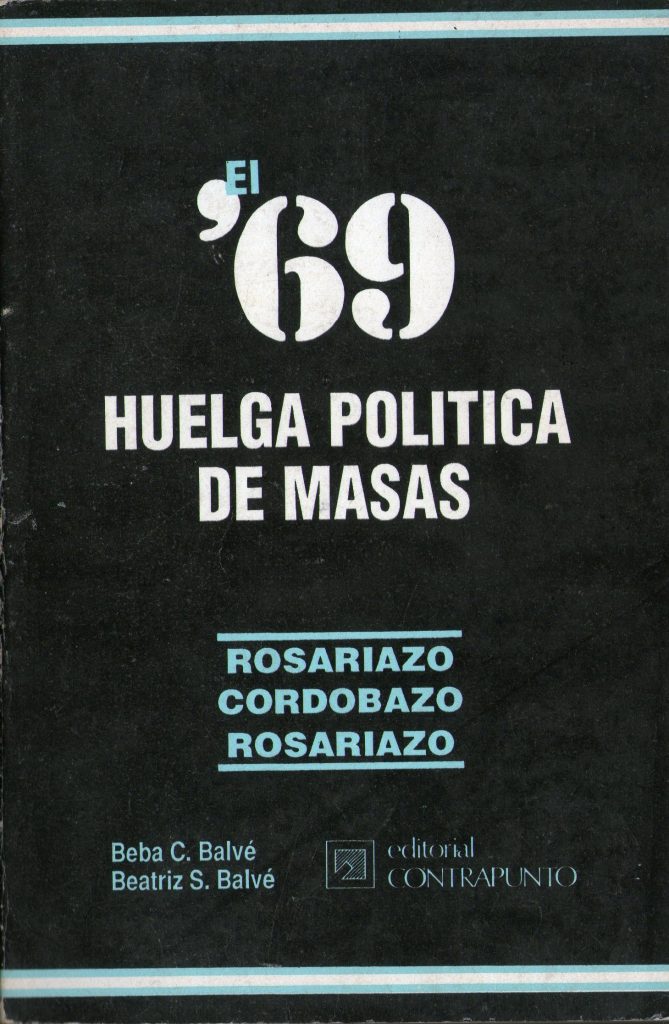 El
'69
HUELGA POLITICA
DE MASAS
ROSARIAZO
CORDOBAZO
ROSARIAZO
Beba C. Balvé
Beatriz S. Balvé
editorial
CONTRAPUNTO